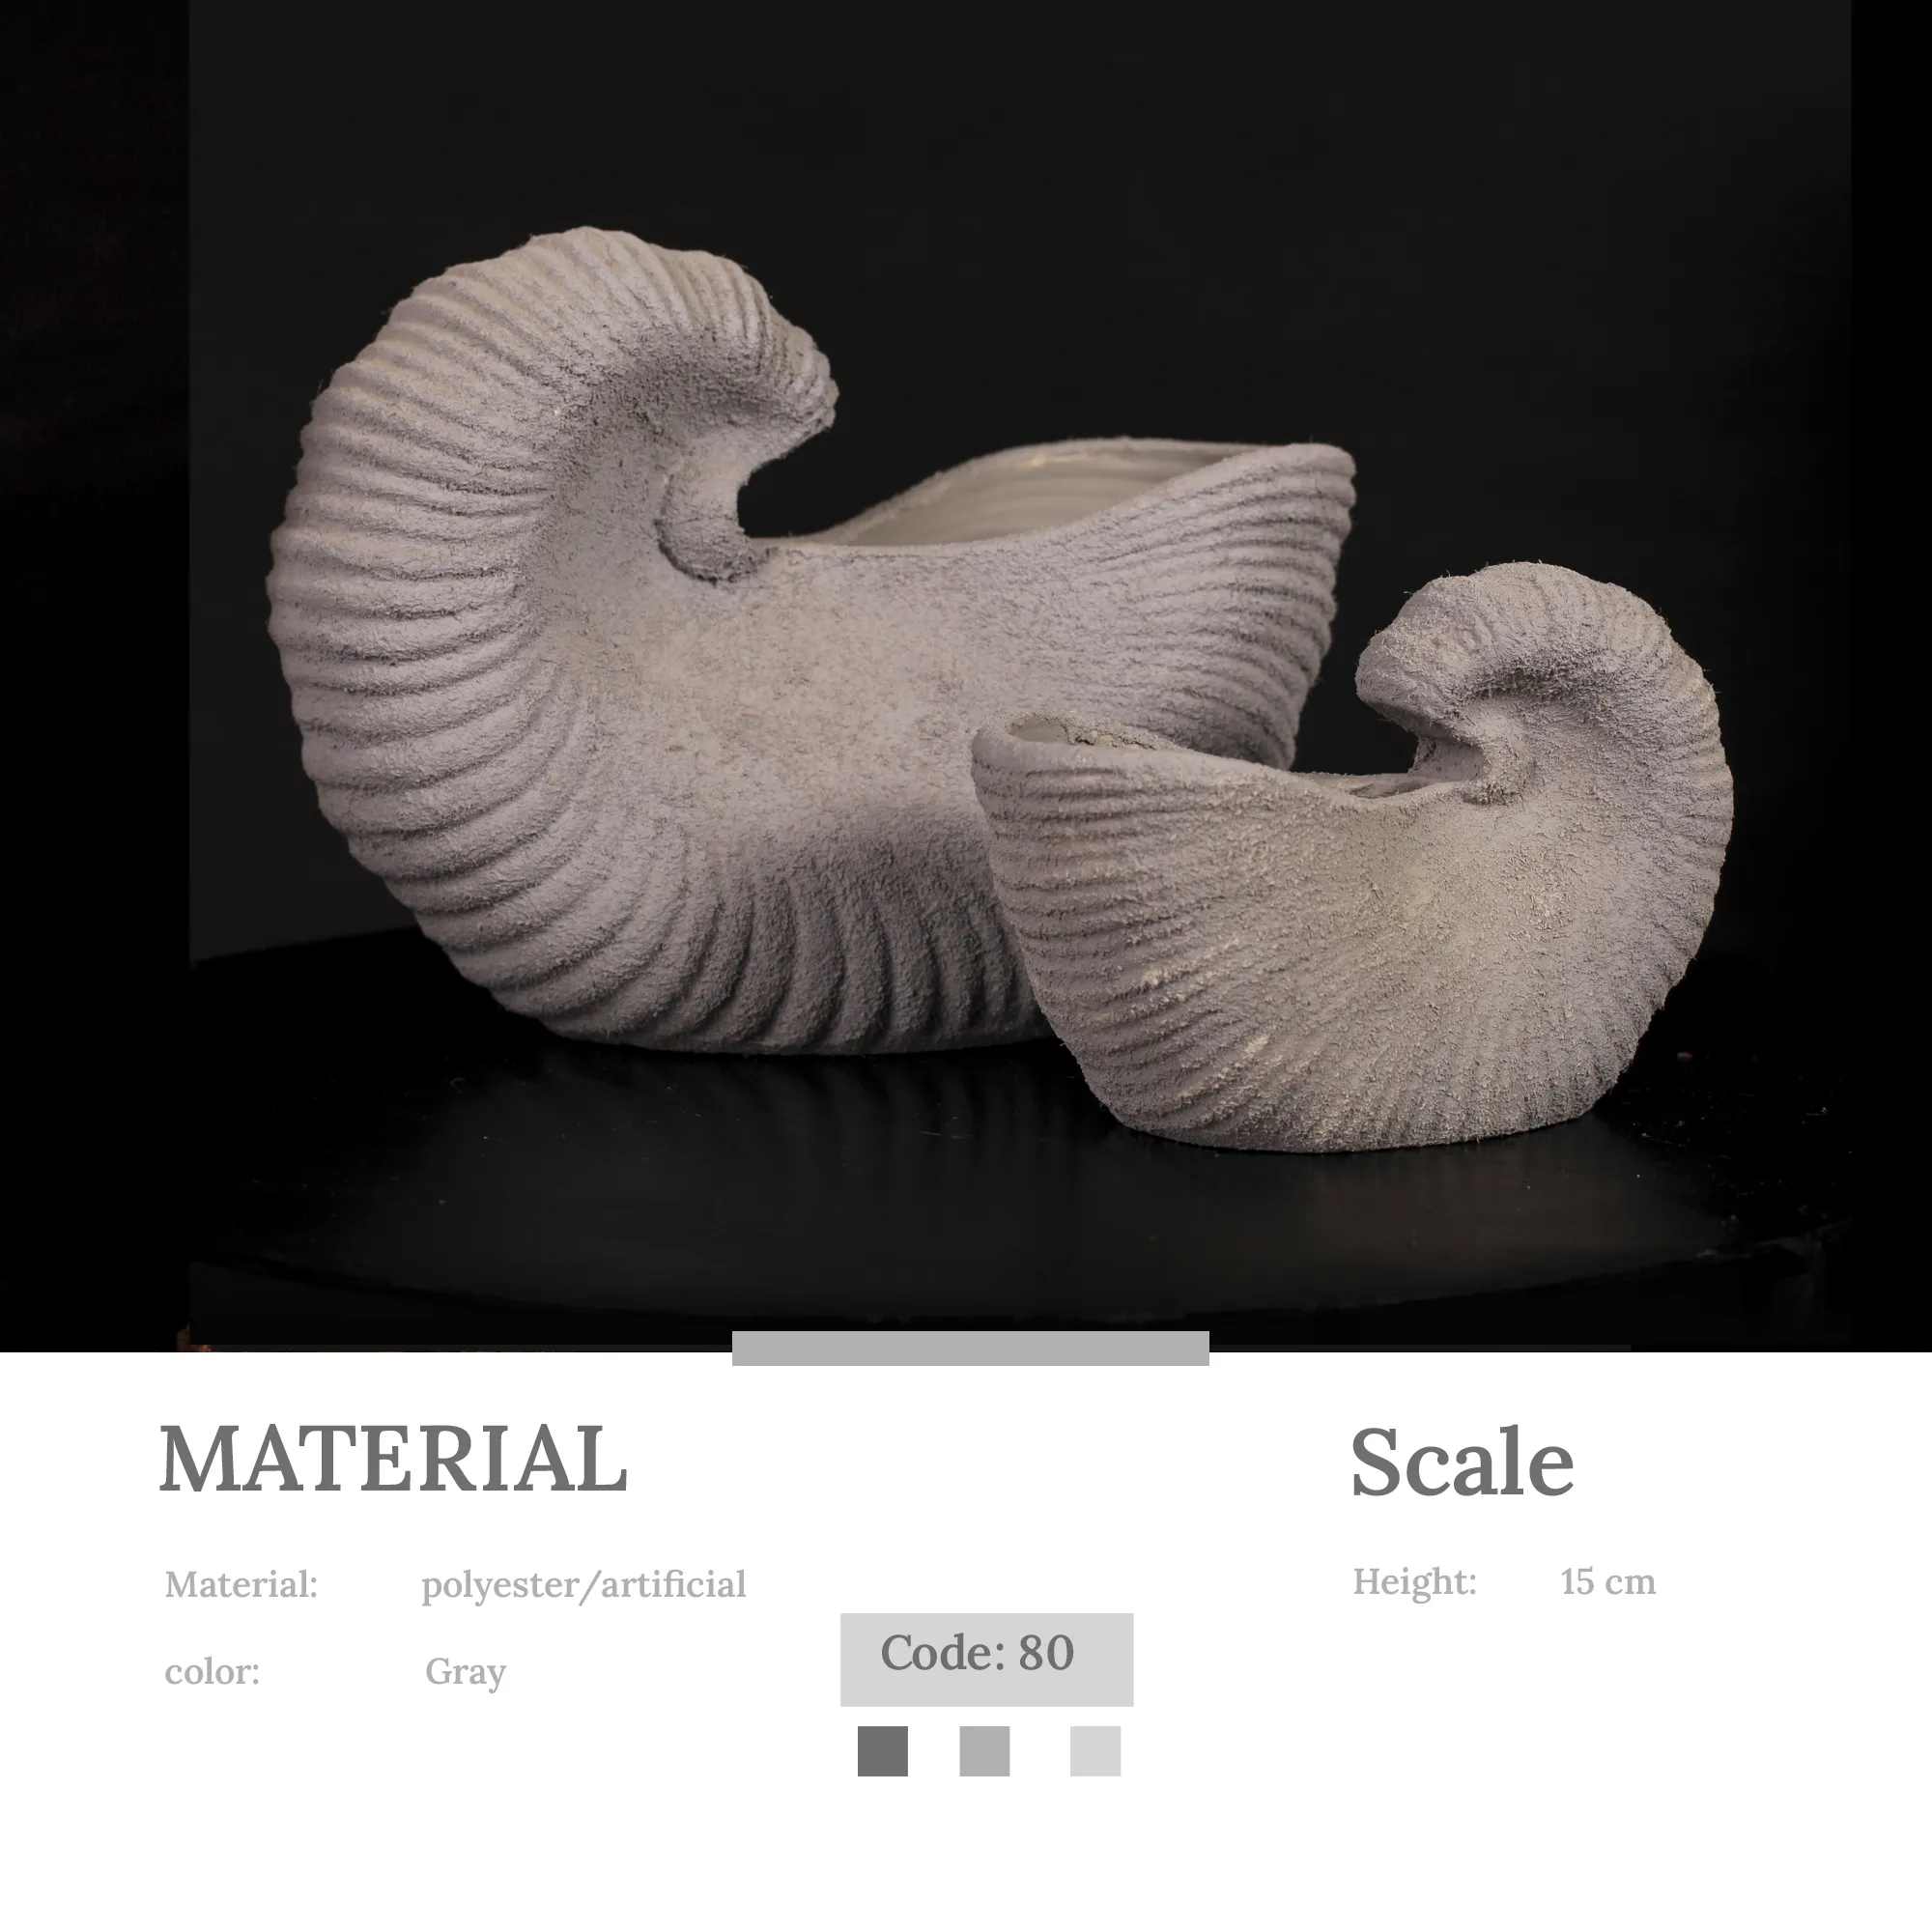 MATERIAL
Material: polyester/artificial
color: Gray
Code: 80
Scale
Height: 15 cm